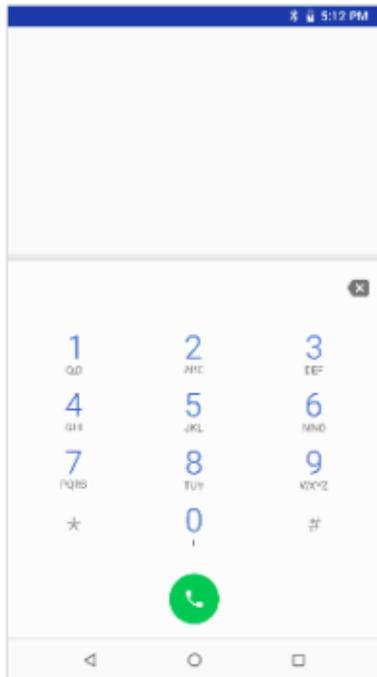 5:12 PM
1 2 3
ABC DEF
4 5 6
GHI JKL MNO
7 8 9
PQRS TUV WXYZ
* 0 #
+